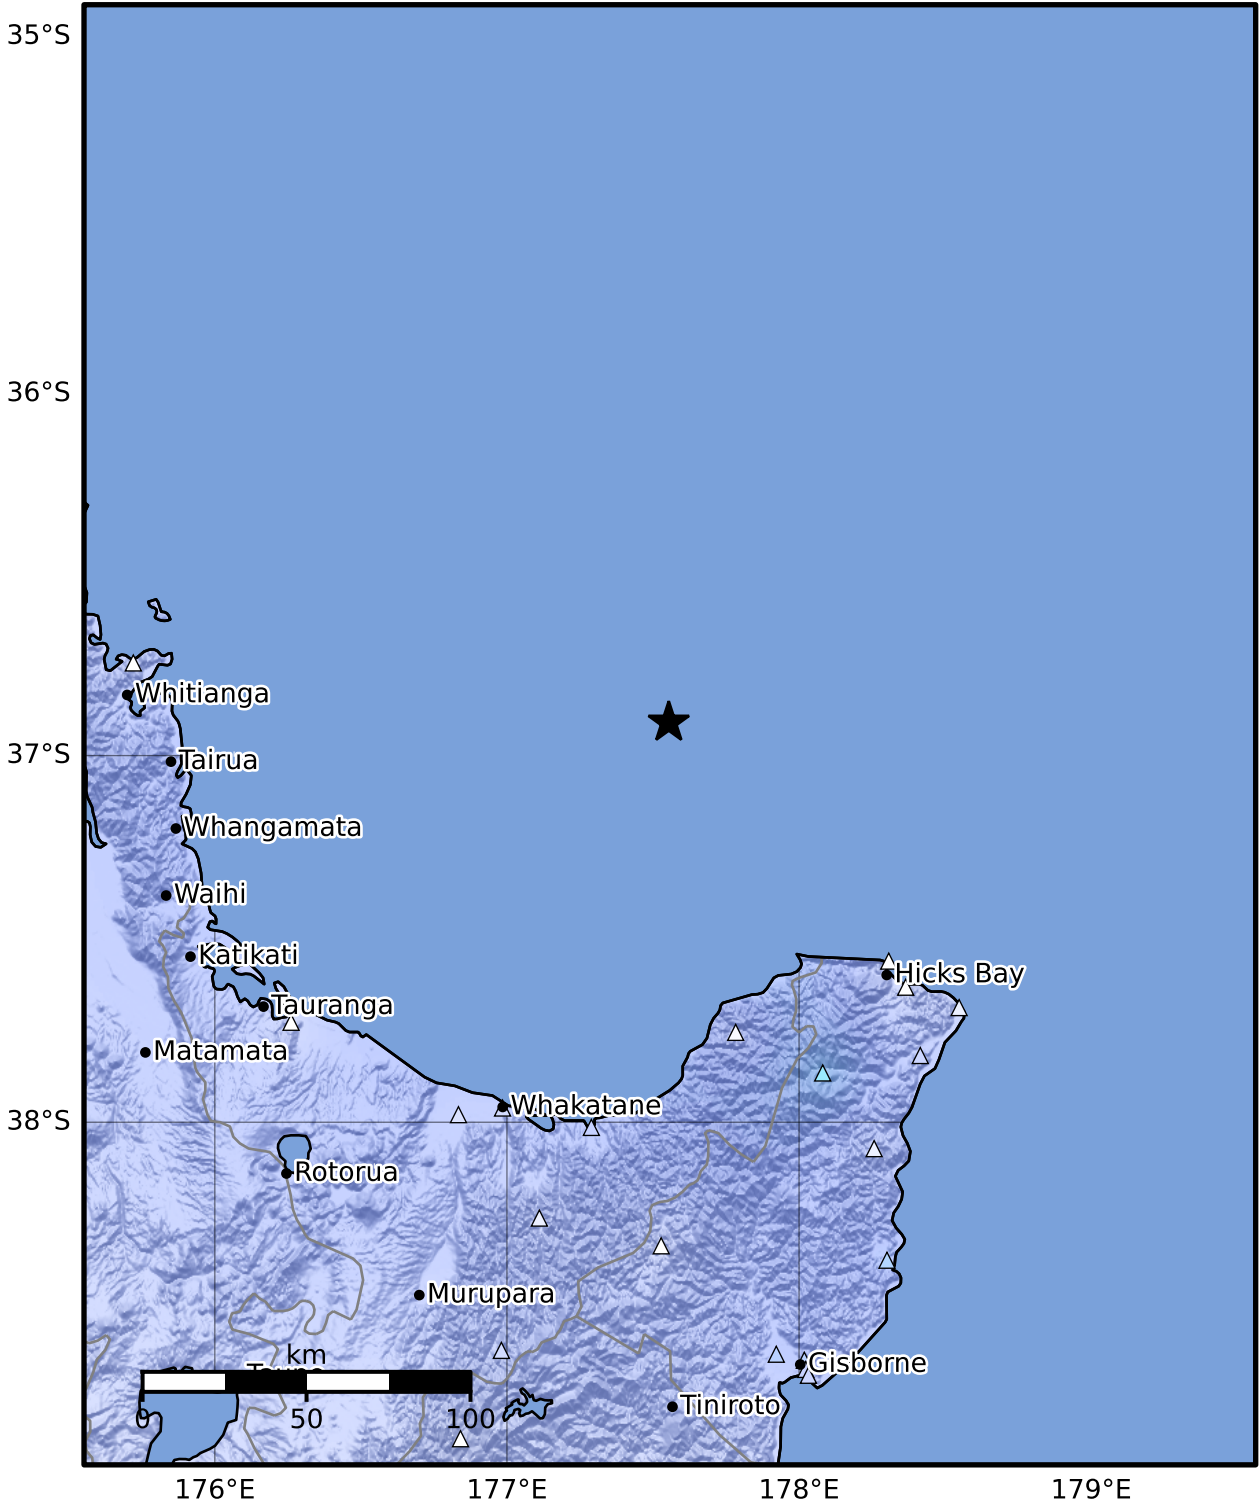 35°S
36°S
Whitianga
37°S
Tairua
Whangamata
Waihi
Katikati
Hicks Bay
Tauranga
Matamata
Whakatane
38°S
Rotorua
Murupara
km
Gisborne
Tiniroto
0 50 100
176°E 177°E 178°E 179°E